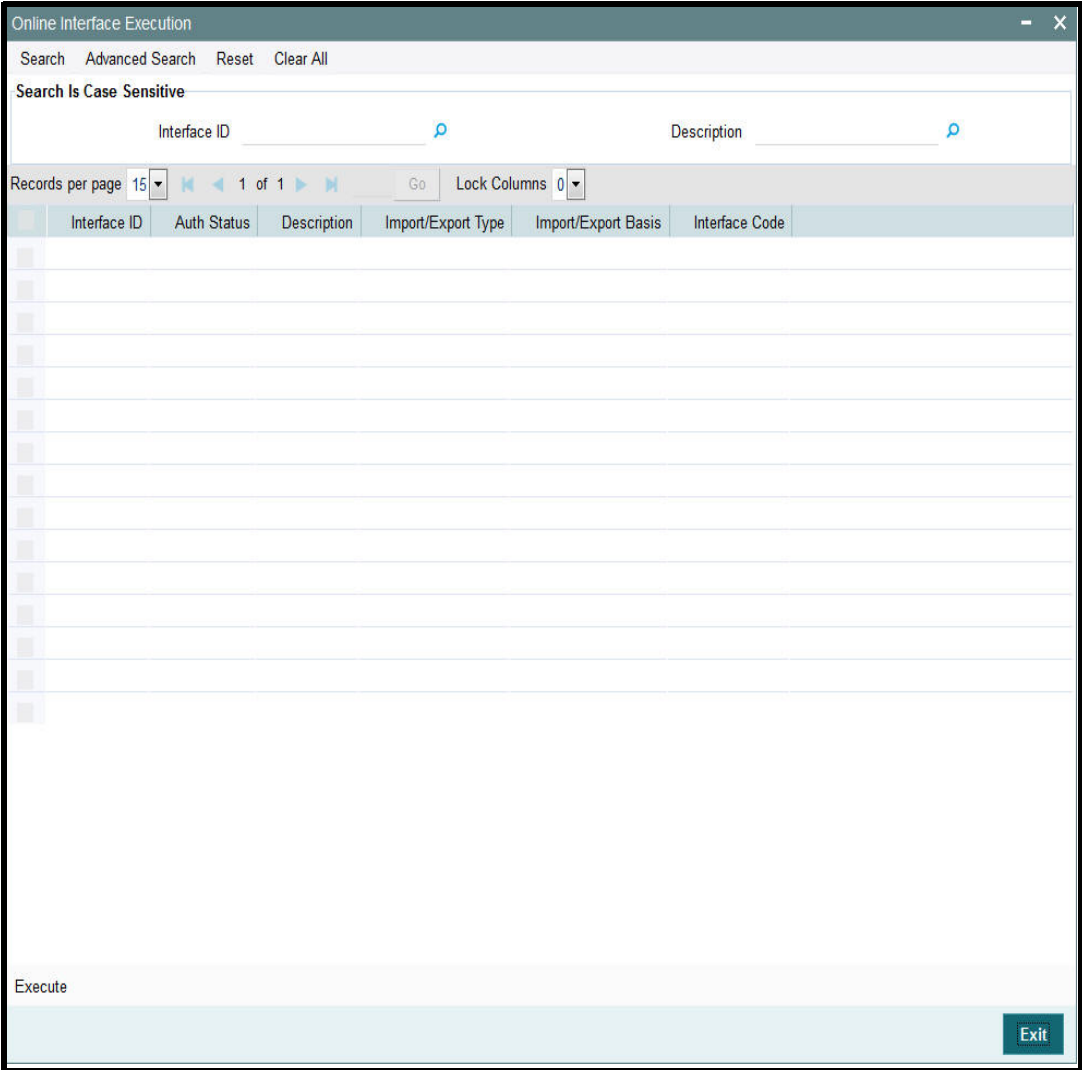 Online Interface Execution
Search Advanced Search Reset Clear All
Search Is Case Sensitive
Interface ID Description
Records per page 15 1 of 1 Go Lock Columns 0
Interface ID Auth Status Description Import/Export Type Import/Export Basis Interface Code
Execute
Exit